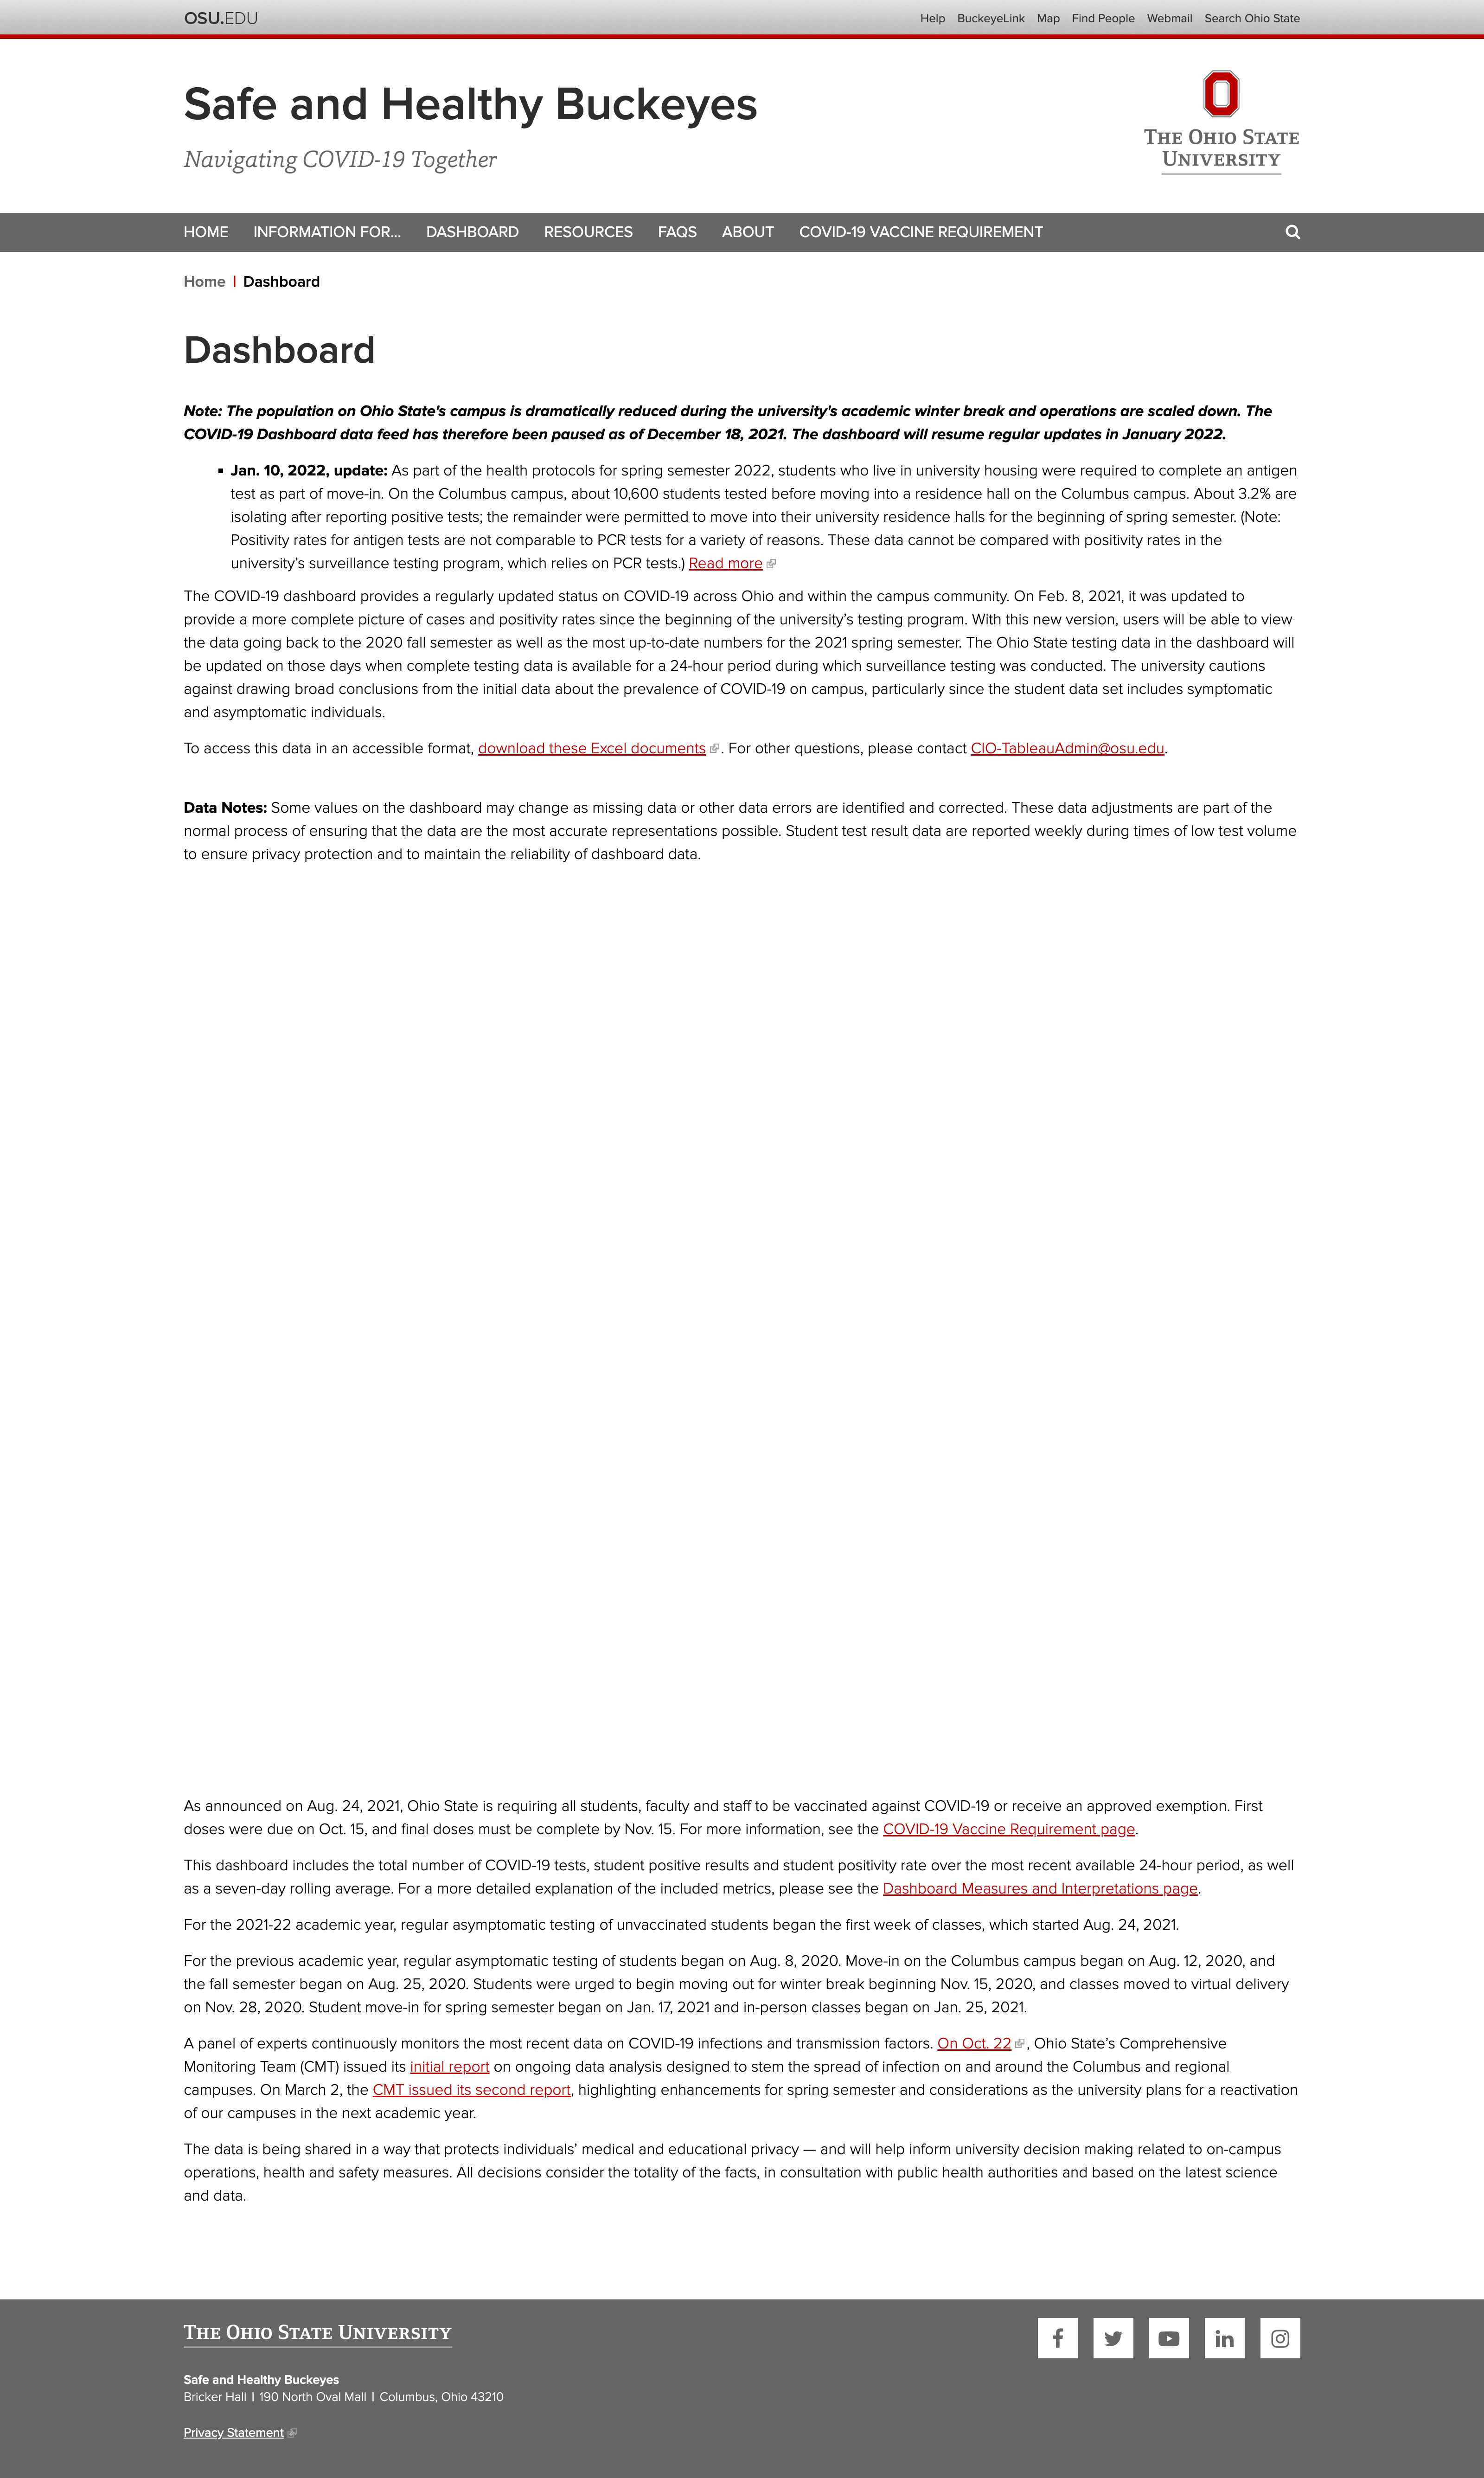 OSU.EDU
Help BuckeyeLink Map Find People Webmail Search Ohio State
Safe and Healthy Buckeyes
Navigating COVID-19 Together
THE OHIO STATE
UNIVERSITY
HOME INFORMATION FOR... DASHBOARD RESOURCES FAQS ABOUT COVID-19 VACCINE REQUIREMENT
Home | Dashboard
Dashboard
Note: The population on Ohio State's campus is dramatically reduced during the university's academic winter break and operations are scaled down. The
COVID-19 Dashboard data feed has therefore been paused as of December 18, 2021. The dashboard will resume regular updates in January 2022.
▪ Jan. 10, 2022, update: As part of the health protocols for spring semester 2022, students who live in university housing were required to complete an antigen
test as part of move-in. On the Columbus campus, about 10,600 students tested before moving into a residence hall on the Columbus campus. About 3.2% are
isolating after reporting positive tests; the remainder were permitted to move into their university residence halls for the beginning of spring semester. (Note:
Positivity rates for antigen tests are not comparable to PCR tests for a variety of reasons. These data cannot be compared with positivity rates in the
university's surveillance testing program, which relies on PCR tests.) Read more
The COVID-19 dashboard provides a regularly updated status on COVID-19 across Ohio and within the campus community. On Feb. 8, 2021, it was updated to
provide a more complete picture of cases and positivity rates since the beginning of the university's testing program. With this new version, users will be able to view
the data going back to the 2020 fall semester as well as the most up-to-date numbers for the 2021 spring semester. The Ohio State testing data in the dashboard will
be updated on those days when complete testing data is available for a 24-hour period during which surveillance testing was conducted. The university cautions
against drawing broad conclusions from the initial data about the prevalence of COVID-19 on campus, particularly since the student data set includes symptomatic
and asymptomatic individuals.
To access this data in an accessible format, download these Excel documents . For other questions, please contact CIO-TableauAdmin@osu.edu.
Data Notes: Some values on the dashboard may change as missing data or other data errors are identified and corrected. These data adjustments are part of the
normal process of ensuring that the data are the most accurate representations possible. Student test result data are reported weekly during times of low test volume
to ensure privacy protection and to maintain the reliability of dashboard data.
As announced on Aug. 24, 2021, Ohio State is requiring all students, faculty and staff to be vaccinated against COVID-19 or receive an approved exemption. First
doses were due on Oct. 15, and final doses must be complete by Nov. 15. For more information, see the COVID-19 Vaccine Requirement page.
This dashboard includes the total number of COVID-19 tests, student positive results and student positivity rate over the most recent available 24-hour period, as well
as a seven-day rolling average. For a more detailed explanation of the included metrics, please see the Dashboard Measures and Interpretations page.
For the 2021-22 academic year, regular asymptomatic testing of unvaccinated students began the first week of classes, which started Aug. 24, 2021.
For the previous academic year, regular asymptomatic testing of students began on Aug. 8, 2020. Move-in on the Columbus campus began on Aug. 12, 2020, and
the fall semester began on Aug. 25, 2020. Students were urged to begin moving out for winter break beginning Nov. 15, 2020, and classes moved to virtual delivery
on Nov. 28, 2020. Student move-in for spring semester began on Jan. 17, 2021 and in-person classes began on Jan. 25, 2021.
A panel of experts continuously monitors the most recent data on COVID-19 infections and transmission factors. On Oct. 22 , Ohio State's Comprehensive
Monitoring Team (CMT) issued its initial report on ongoing data analysis designed to stem the spread of infection on and around the Columbus and regional
campuses. On March 2, the CMT issued its second report, highlighting enhancements for spring semester and considerations as the university plans for a reactivation
of our campuses in the next academic year.
The data is being shared in a way that protects individuals' medical and educational privacy — and will help inform university decision making related to on-campus
operations, health and safety measures. All decisions consider the totality of the facts, in consultation with public health authorities and based on the latest science
and data.
THE OHIO STATE UNIVERSITY
Safe and Healthy Buckeyes
Bricker Hall | 190 North Oval Mall | Columbus, Ohio 43210
Privacy Statement